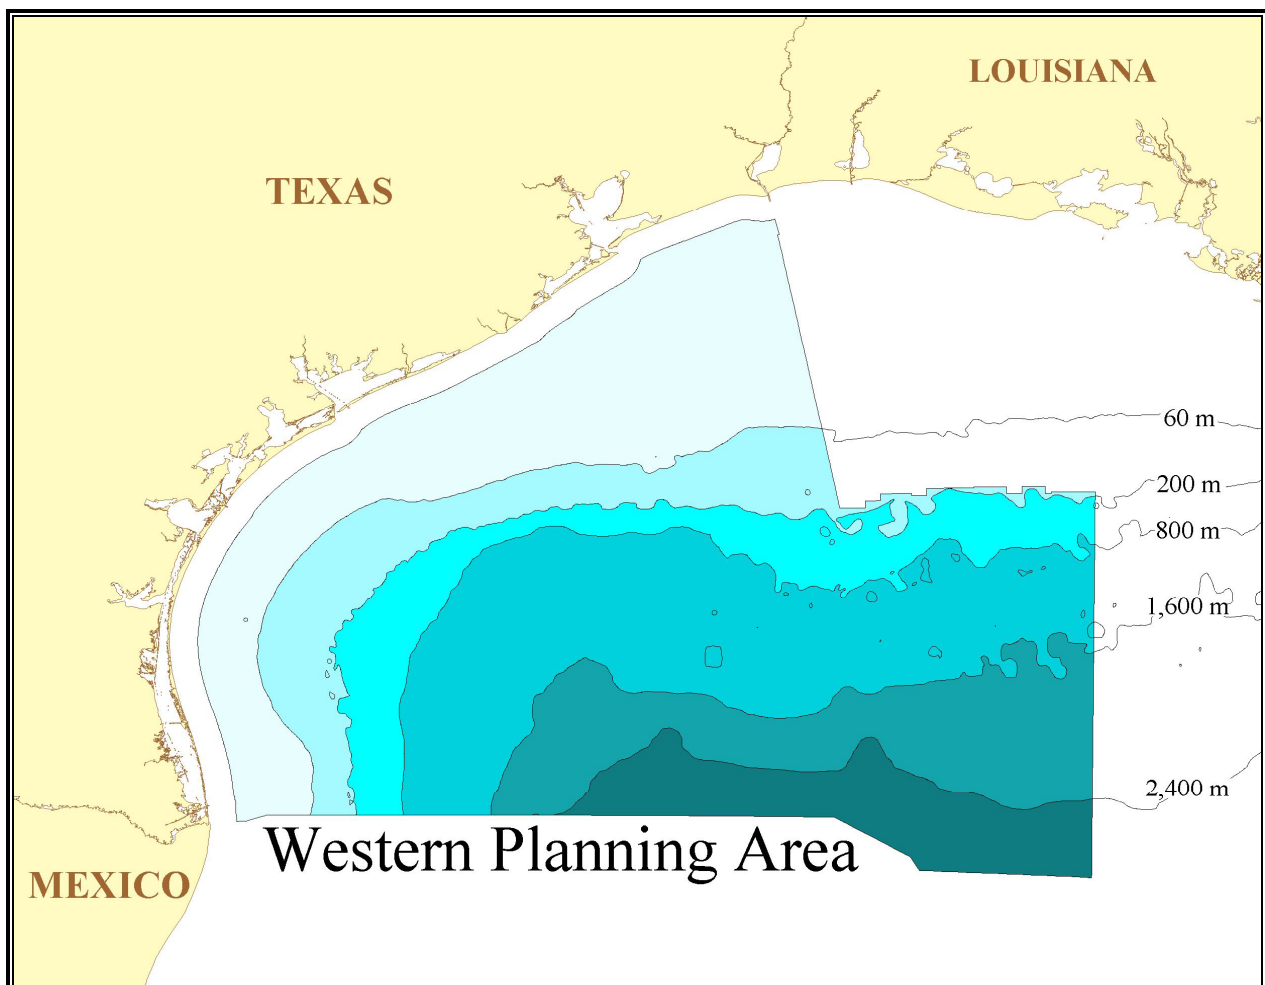 LOUISIANA
TEXAS
60 m
200 m
800 m
1,600 m
2,400 m
Western Planning Area
MEXICO